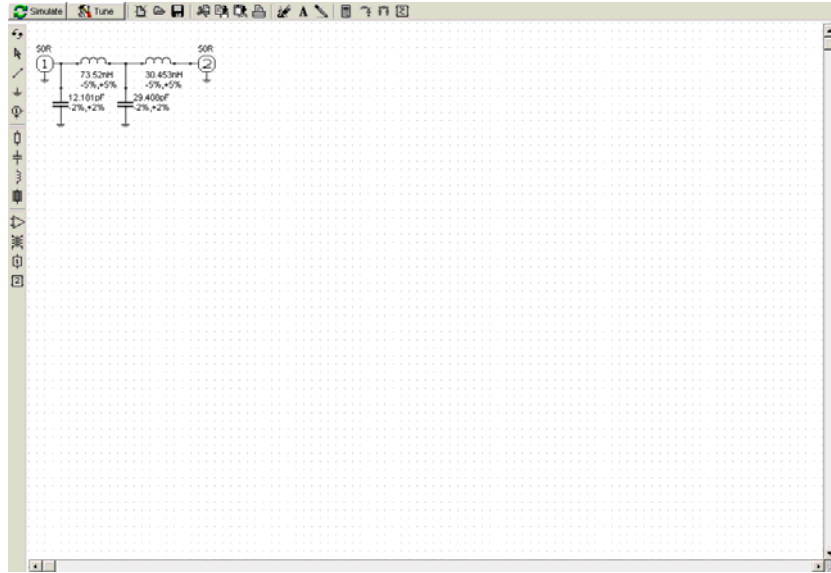 Simulate Tune
50R 50R
1 2
73.52nH 30.453nH
-5%,+5% -5%,+5%
12.101pF 29.400pF
-2%,+2% -2%,+2%